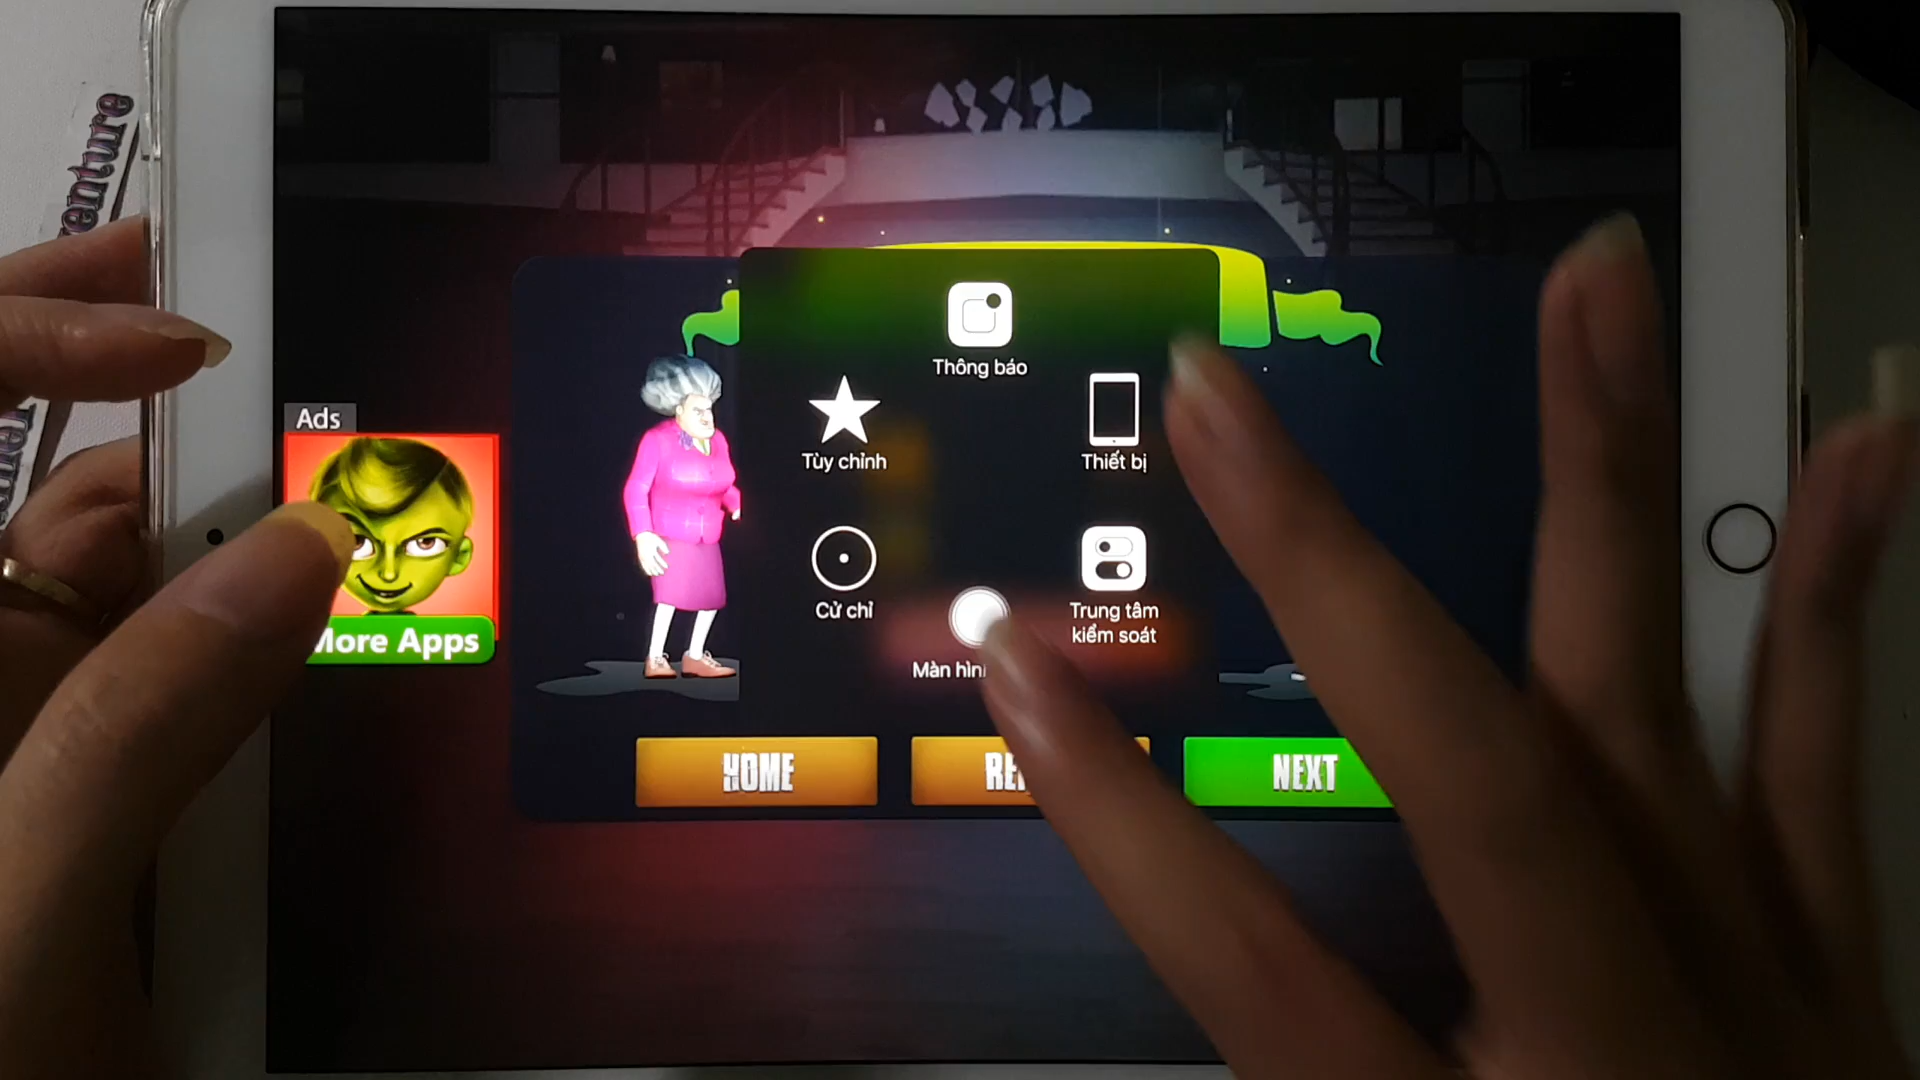 Ads
More Apps
Thông báo
Tùy chỉnh
Thiết bị
Cử chỉ
Trung tâm
kiểm soát
Màn hìn
HOME
NEXT